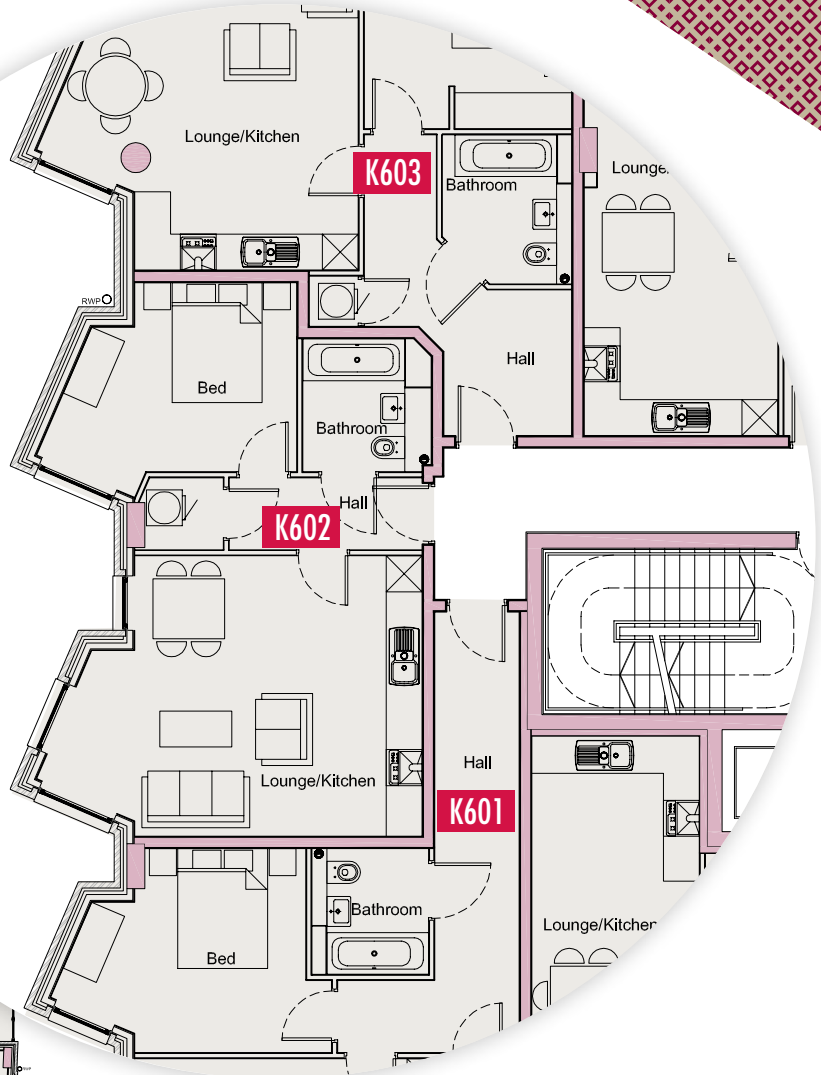 Lounge/Kitchen
K603
Bathroom
Lounge
RWP
Hall
Bed
Bathroom
Hall
K602
Lounge/Kitchen
Hall
K601
Bathroom
Lounge/Kitchen
Bed